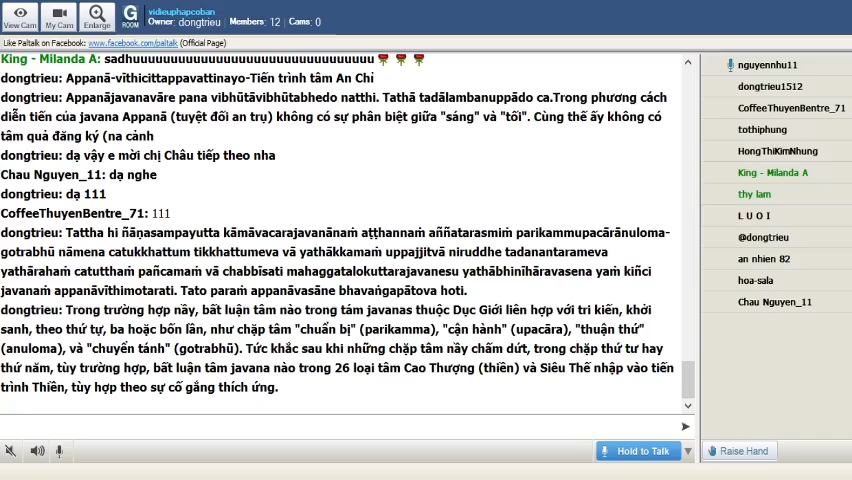 View Cam
My Cam
Enlarge
G
ROOM
vidieuphapcoban
Owner: dongtrieu Members: 12 Cams: 0
Like Paltalk on Facebook: www.facebook.com/paltalk (Official Page)
King - Milanda A: sadhuuuuuuuuuuuuuuuuuuuuuuuuuuuuuuuu
dongtrieu: Appanā-vīthicittappavattinayo-Tiến trình tâm An Chỉ
dongtrieu: Appanājavanavāre pana vibhūtāvibhūtabhedo natthi. Tathā tadālambanuppādo ca.Trong phương cách
diễn tiến của javana Appanā (tuyệt đối an trụ) không có sự phân biệt giữa "sáng" và "tối". Cùng thế ấy không có
tâm quả đăng ký (na cảnh
dongtrieu: dạ vậy e mời chị Châu tiếp theo nha
Chau Nguyen_11: dạ nghe
dongtrieu: dạ 111
CoffeeThuyenBentre_71: 111
dongtrieu: Tattha hi ñāṇasampayutta kāmāvacarajavanānaṁ aṭṭhannaṁ aññatarasmiṁ parikammupacārānuloma-
gotrabhū nāmena catukkhattum tikkhattumeva vā yathākkamaṁ uppajjitvā niruddhe tadanantarameva
yathārahaṁ catutthaṁ pañcamaṁ vā chabbīsati mahaggatalokuttarajavanesu yathābhinīhāravasena yaṁ kiñci
javanaṁ appanāvīthimotarati. Tato paraṁ appanāvasāne bhavaṅgapātova hoti.
dongtrieu: Trong trường hợp nầy, bất luận tâm nào trong tám javanas thuộc Dục Giới liên hợp với tri kiến, khởi
sanh, theo thứ tự, ba hoặc bốn lần, như chặp tâm "chuẩn bị" (parikamma), "cận hành" (upacāra), "thuận thứ"
(anuloma), và "chuyển tánh" (gotrabhū). Tức khắc sau khi những chặp tâm nầy chấm dứt, trong chặp thứ tư hay
thứ năm, tùy trường hợp, bất luận tâm javana nào trong 26 loại tâm Cao Thượng (thiền) và Siêu Thế nhập vào tiến
trình Thiền, tùy hợp theo sự cố gắng thích ứng.
nguyennhu11
dongtrieu1512
CoffeeThuyenBentre_71
tothiphung
HongThiKimNhung
King - Milanda A
thy lam
L U O I
@dongtrieu
an nhien 82
hoa-sala
Chau Nguyen_11
Hold to Talk
Raise Hand